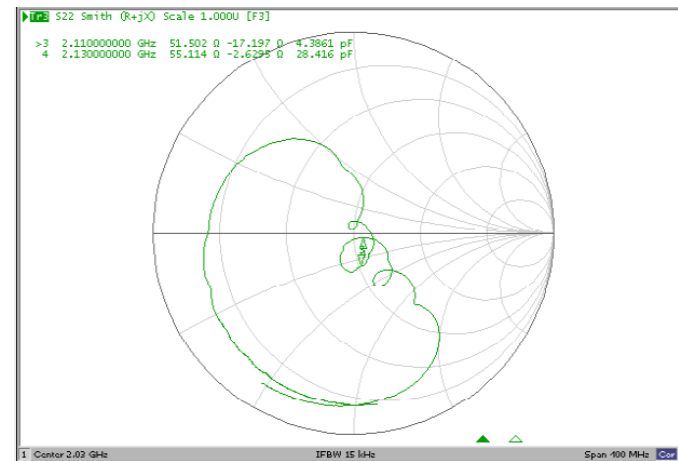 Tr3 S22 Smith (R+jX) Scale 1.000U [F3]
>3 2.110000000 GHz 51.502 Ω -17.197 Ω 4.3861 pF
4 2.130000000 GHz 55.114 Ω -2.6295 Ω 28.416 pF
1 Center 2.03 GHz IFBW 15 kHz Span 400 MHz Cor